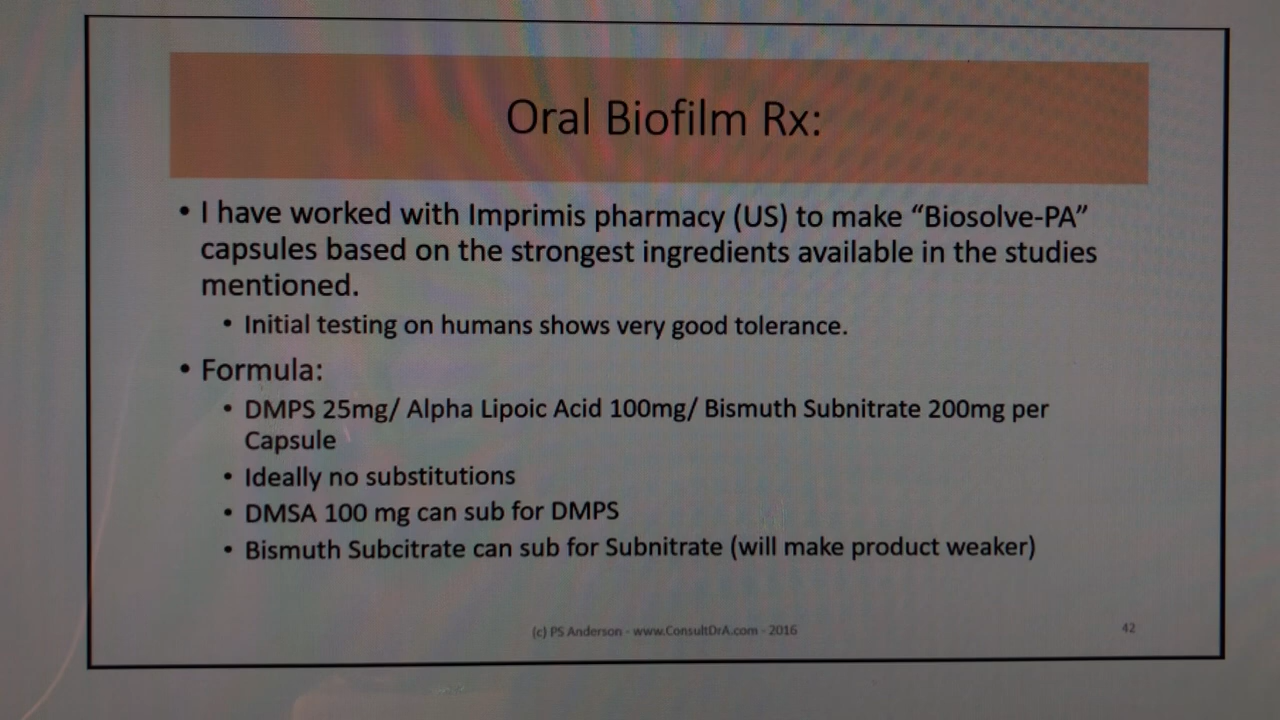 Oral Biofilm Rx:
• I have worked with Imprimis pharmacy (US) to make “Biosolve-PA”
capsules based on the strongest ingredients available in the studies
mentioned.
• Initial testing on humans shows very good tolerance.
• Formula:
• DMPS 25mg/ Alpha Lipoic Acid 100mg/ Bismuth Subnitrate 200mg per
Capsule
• Ideally no substitutions
• DMSA 100 mg can sub for DMPS
• Bismuth Subcitrate can sub for Subnitrate (will make product weaker)
(c) PS Anderson - www.ConsultDrA.com - 2016
42